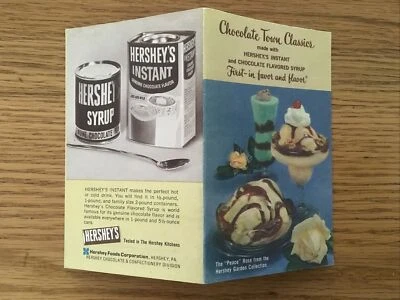 HERSHEY'S
INSTANT
GENUINE CHOCOLATE FLAVOR
HERSHEY
SYRUP
HERSHEY'S INSTANT makes the perfect hot
or cold drink. You will find it in ½-pound,
1-pound, and family size 2-pound containers.
Hershey's Chocolate Flavored Syrup is world
famous for its genuine chocolate flavor and is
available everywhere in 1-pound and 5½-ounce
cans.
HERSHEY'S
Tested in The Hershey Kitchens
Hershey Foods Corporation, HERSHEY, PA.
HERSHEY CHOCOLATE & CONFECTIONERY DIVISION
Chocolate Town Classics
made with
HERSHEY'S INSTANT
and CHOCOLATE FLAVORED SYRUP
First-in favor and flavor!
The "Peace" Rose from the
Hershey Garden Collection.